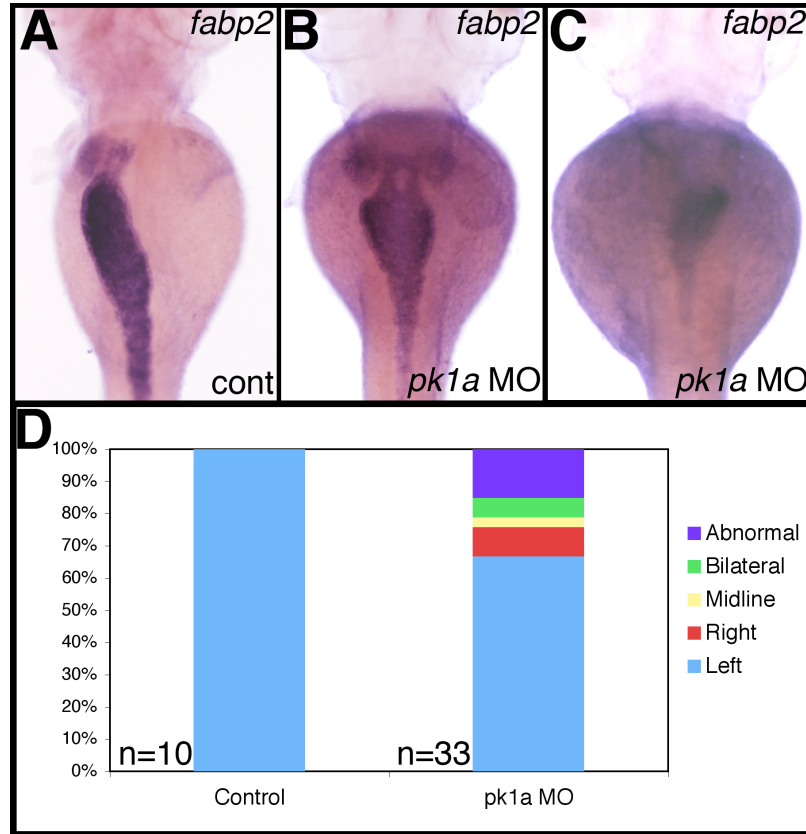 A
fabp2
cont
B
fabp2
pk1a MO
C
fabp2
pk1a MO
D
100%
90%
80%
70%
60%
50%
40%
30%
20%
10%
0%
n=10
n=33
Control
pk1a MO
Abnormal
Bilateral
Midline
Right
Left